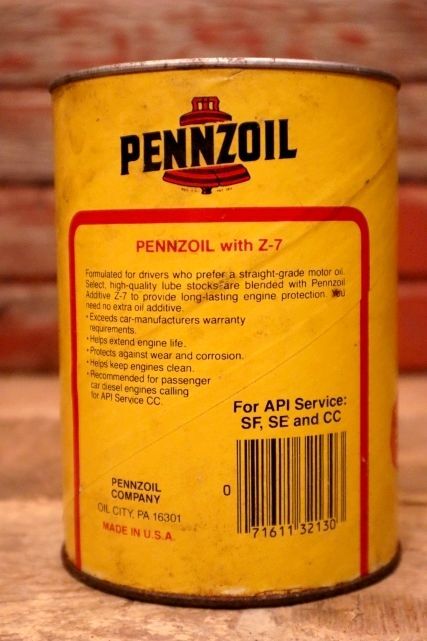 PENNZOIL
PENNZOIL with Z-7
Formulated for drivers who prefer a straight-grade motor oil.
Select, high-quality lube stocks are blended with Pennzoil
Additive Z-7 to provide long-lasting engine protection. You
need no extra oil additive.
• Exceeds car-manufacturers warranty
requirements.
• Helps extend engine life.
• Protects against wear and corrosion.
• Helps keep engines clean.
• Recommended for passenger
car diesel engines calling
for API Service CC.
For API Service:
SF, SE and CC
PENNZOIL
COMPANY
OIL CITY, PA 16301
MADE IN U.S.A.
0 71611 32130